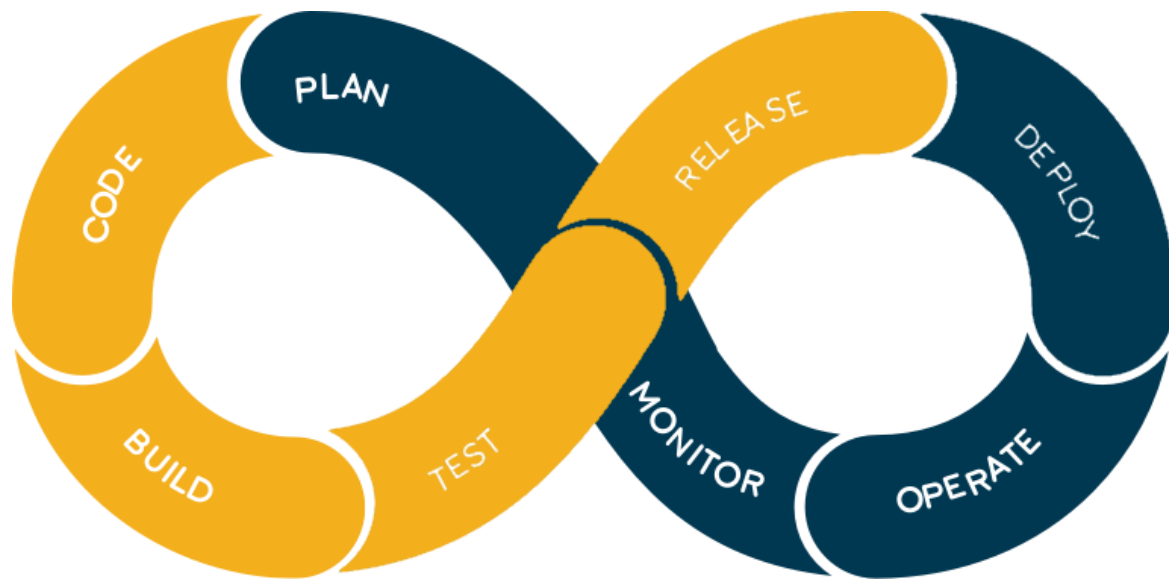 PLAN
CODE
BUILD
TEST
RELEASE
DEPLOY
OPERATE
MONITOR